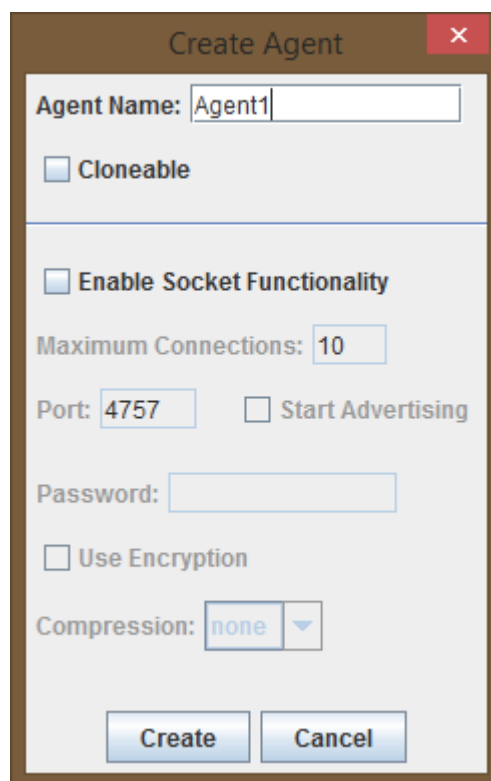 Create Agent
Agent Name: Agent1
Cloneable
Enable Socket Functionality
Maximum Connections: 10
Port: 4757 Start Advertising
Password:
Use Encryption
Compression: none
Create Cancel